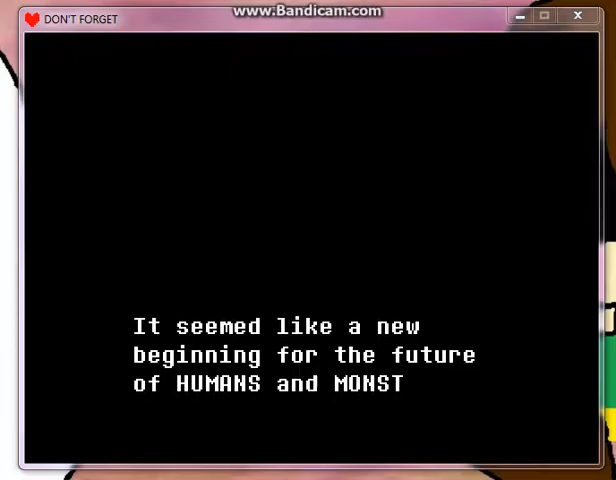 www.Bandicam.com
DON'T FORGET
It seemed like a new
beginning for the future
of HUMANS and MONST